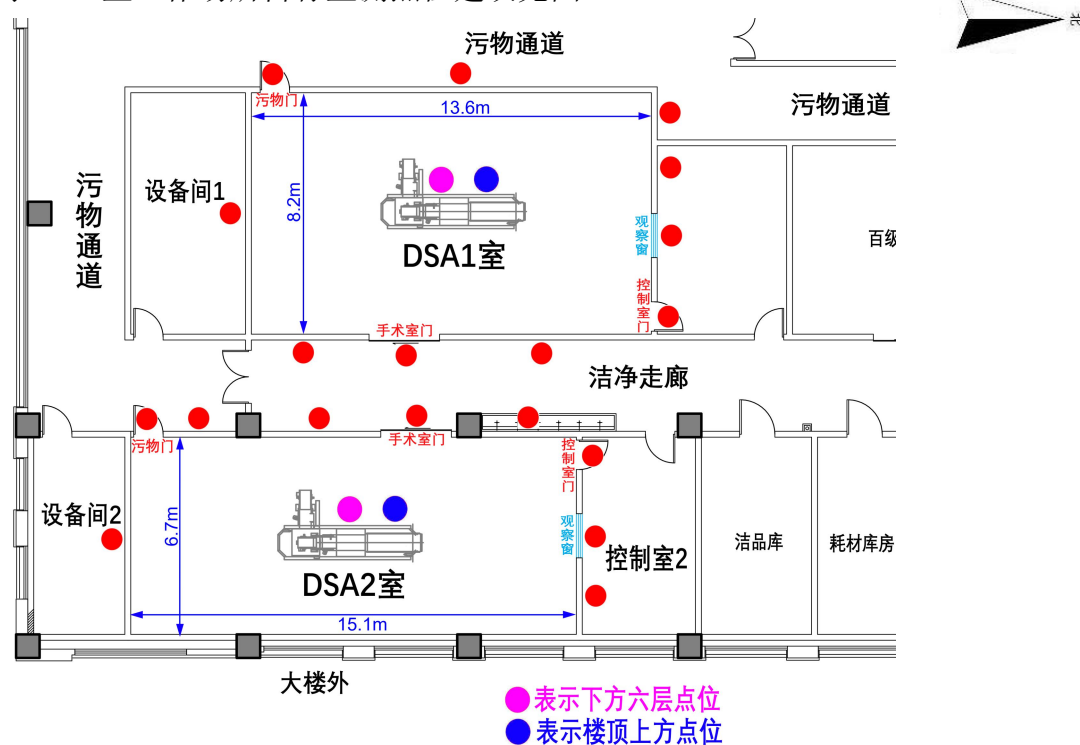 污物通道
污物门
13.6m
污物通道
污物通道
设备间1
8.2m
观察窗
百级
DSA1室
控制室门
手术室门
洁净走廊
污物门
手术室门
控制室门
设备间2
6.7m
观察窗
控制室2
洁品库
耗材库房
DSA2室
15.1m
大楼外
表示下方六层点位
表示楼顶上方点位